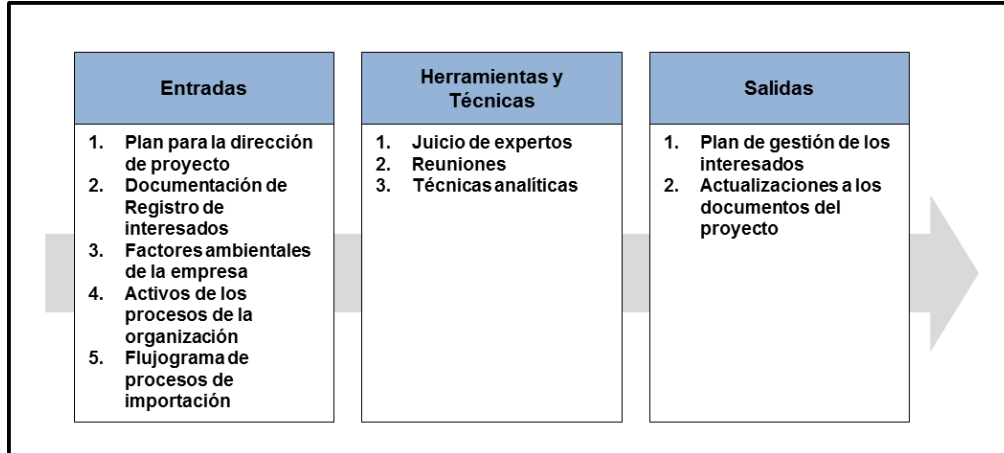 Entradas
1. Plan para la dirección
de proyecto
2. Documentación de
Registro de
interesados
3. Factores ambientales
de la empresa
4. Activos de los
procesos de la
organización
5. Flujograma de
procesos de
importación
Herramientas y
Técnicas
1. Juicio de expertos
2. Reuniones
3. Técnicas analíticas
Salidas
1. Plan de gestión de los
interesados
2. Actualizaciones a los
documentos del
proyecto